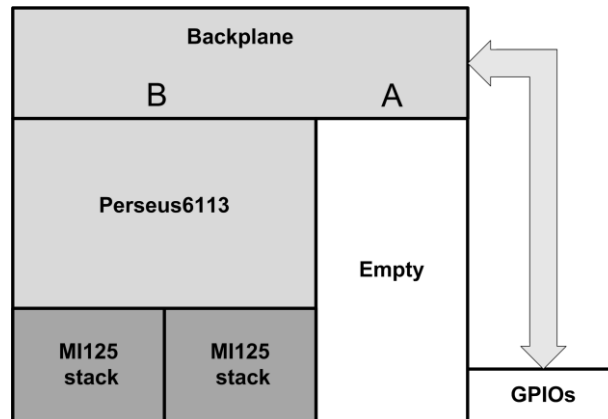 Backplane
B A
Perseus6113
Empty
MI125
stack
MI125
stack
GPIOs